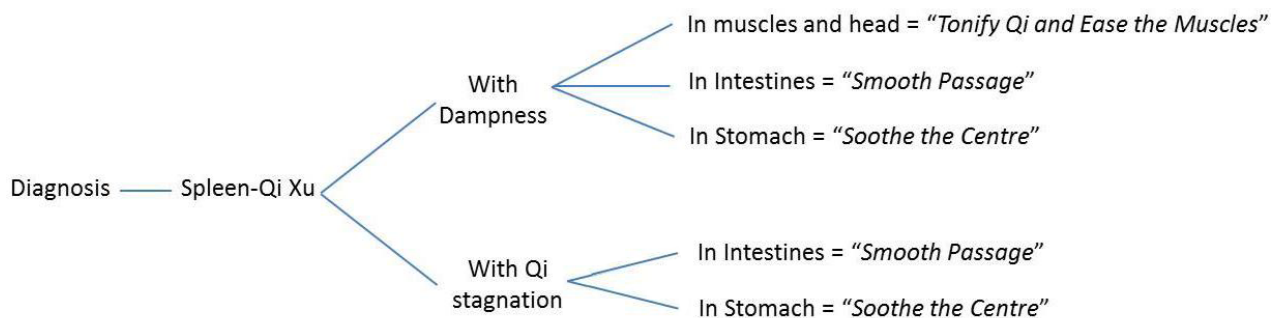 In muscles and head = “Tonify Qi and Ease the Muscles”
With
Dampness
In Intestines = “Smooth Passage”
In Stomach = “Soothe the Centre”
Diagnosis
Spleen-Qi Xu
With Qi
stagnation
In Intestines = “Smooth Passage”
In Stomach = “Soothe the Centre”